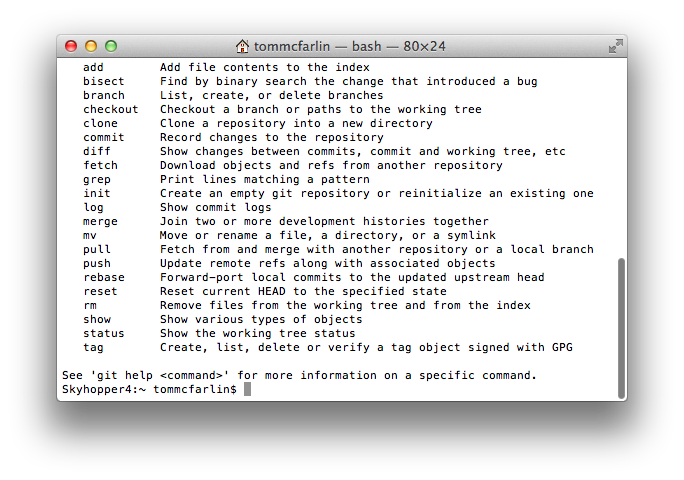 tommcfarlin — bash — 80×24
add Add file contents to the index
bisect Find by binary search the change that introduced a bug
branch List, create, or delete branches
checkout Checkout a branch or paths to the working tree
clone Clone a repository into a new directory
commit Record changes to the repository
diff Show changes between commits, commit and working tree, etc
fetch Download objects and refs from another repository
grep Print lines matching a pattern
init Create an empty git repository or reinitialize an existing one
log Show commit logs
merge Join two or more development histories together
mv Move or rename a file, a directory, or a symlink
pull Fetch from and merge with another repository or a local branch
push Update remote refs along with associated objects
rebase Forward-port local commits to the updated upstream head
reset Reset current HEAD to the specified state
rm Remove files from the working tree and from the index
show Show various types of objects
status Show the working tree status
tag Create, list, delete or verify a tag object signed with GPG
See 'git help <command>' for more information on a specific command.
Skyhopper4:~ tommcfarlin$